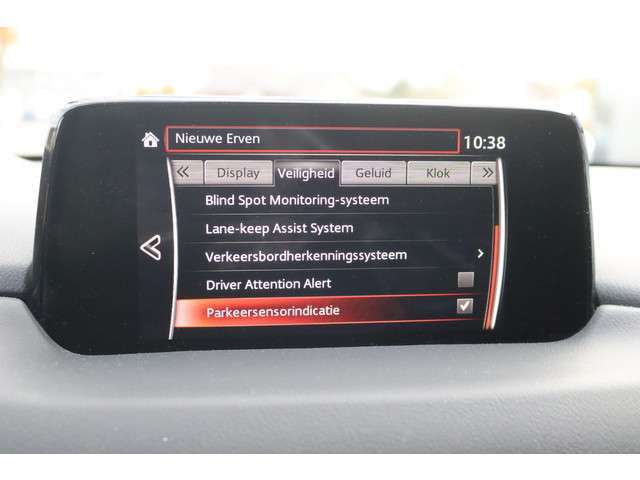 Nieuwe Erven 10:38
« Display Veiligheid Geluid Klok »
Blind Spot Monitoring-systeem
Lane-keep Assist System
Verkeersbordherkenningssysteem
Driver Attention Alert
Parkeersensorindicatie